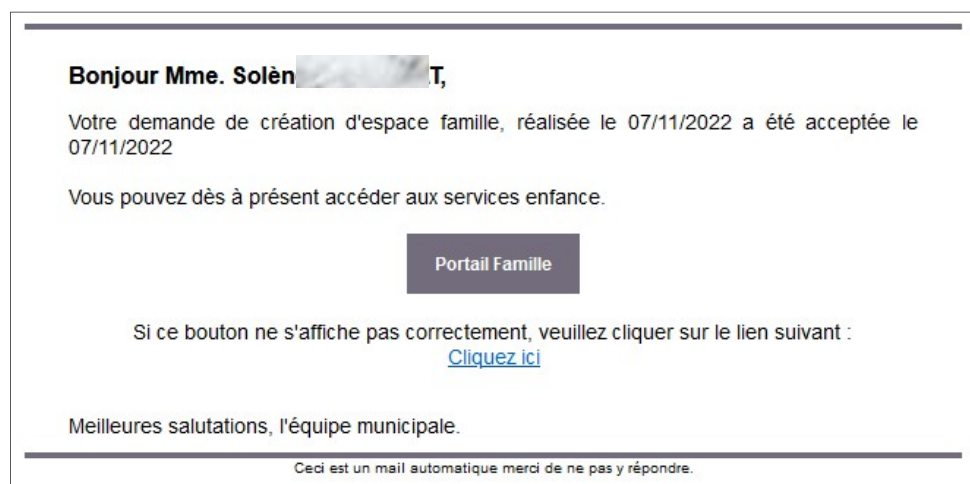 Bonjour Mme. Solèn T,
Votre demande de création d'espace famille, réalisée le 07/11/2022 a été acceptée le
07/11/2022
Vous pouvez dès à présent accéder aux services enfance.
Portail Famille
Si ce bouton ne s'affiche pas correctement, veuillez cliquer sur le lien suivant :
Cliquez ici
Meilleures salutations, l'équipe municipale.
Ceci est un mail automatique merci de ne pas y répondre.